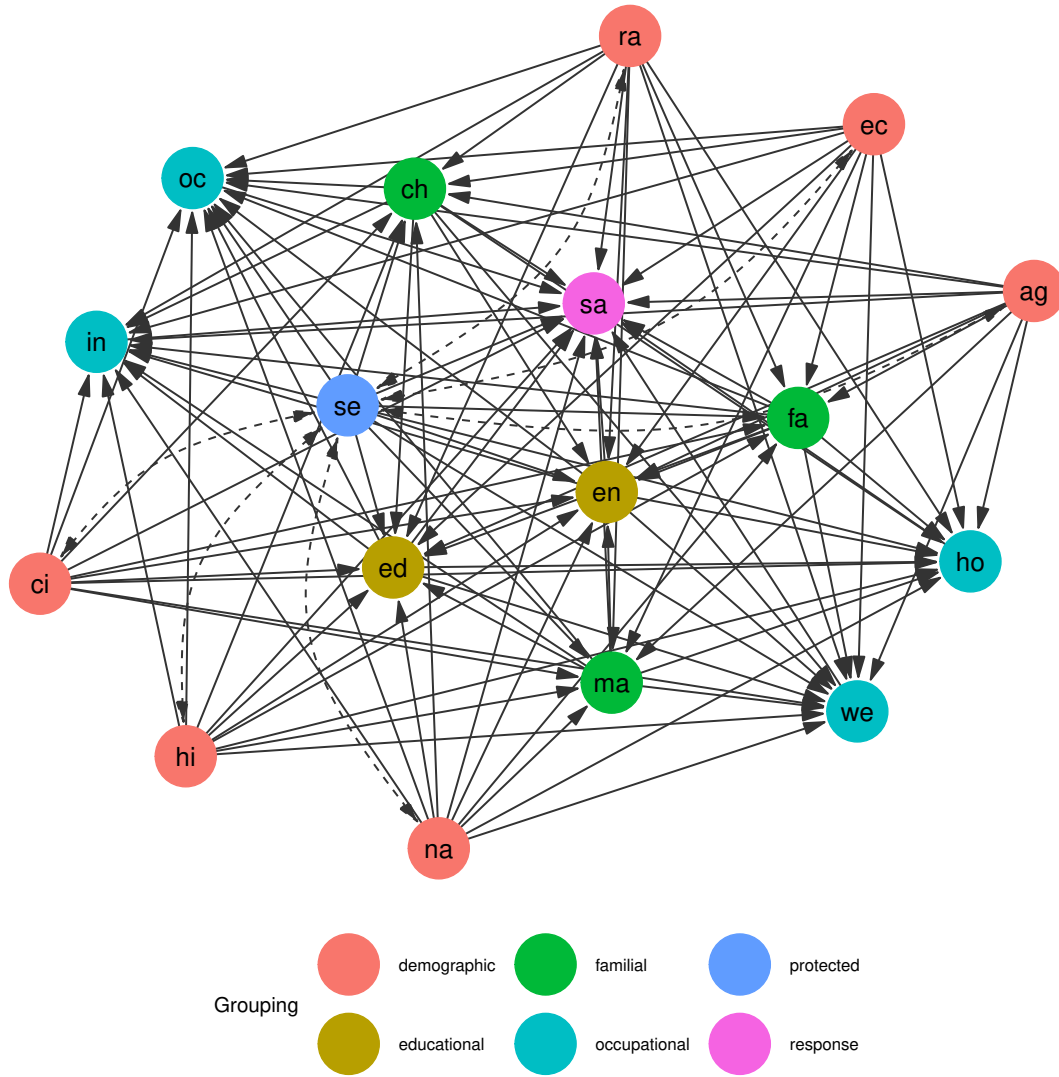 ra
ec
oc
ch
ag
sa
in
se
fa
en
ed
ho
ci
ma
we
hi
na
demographic familial protected
Grouping
educational occupational response